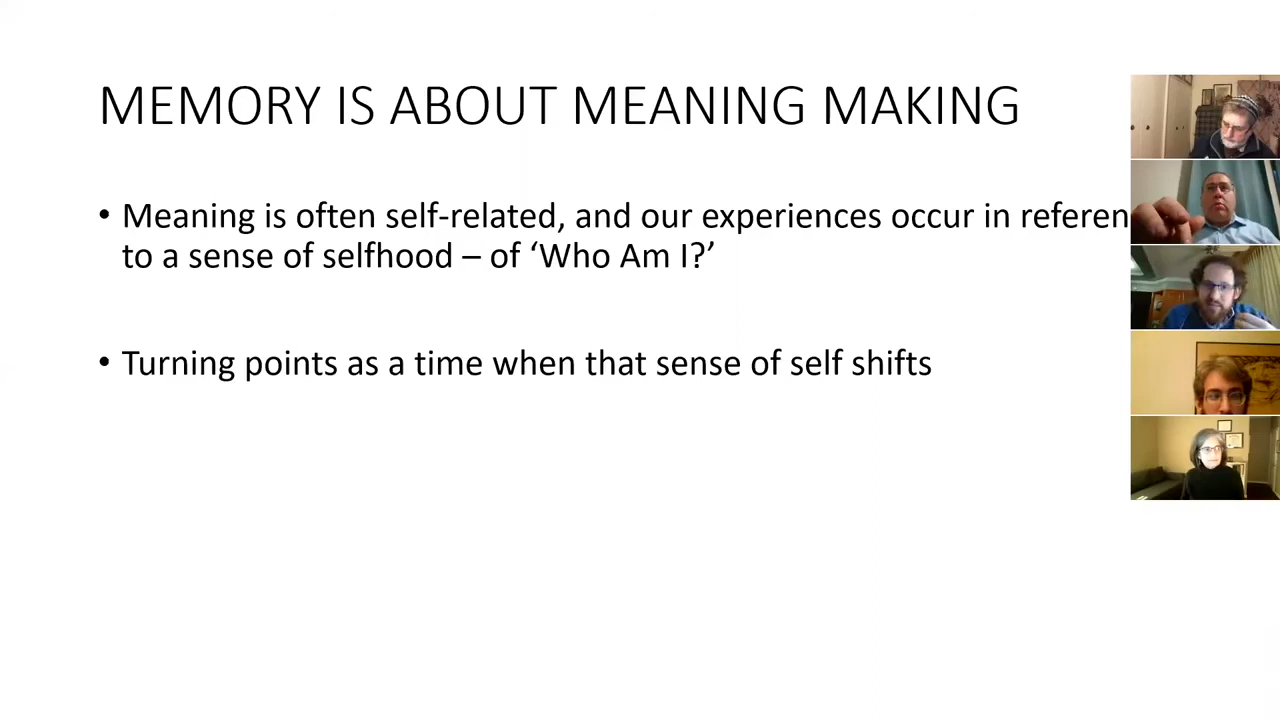 MEMORY IS ABOUT MEANING MAKING
• Meaning is often self-related, and our experiences occur in referen
to a sense of selfhood – of ‘Who Am I?’
• Turning points as a time when that sense of self shifts